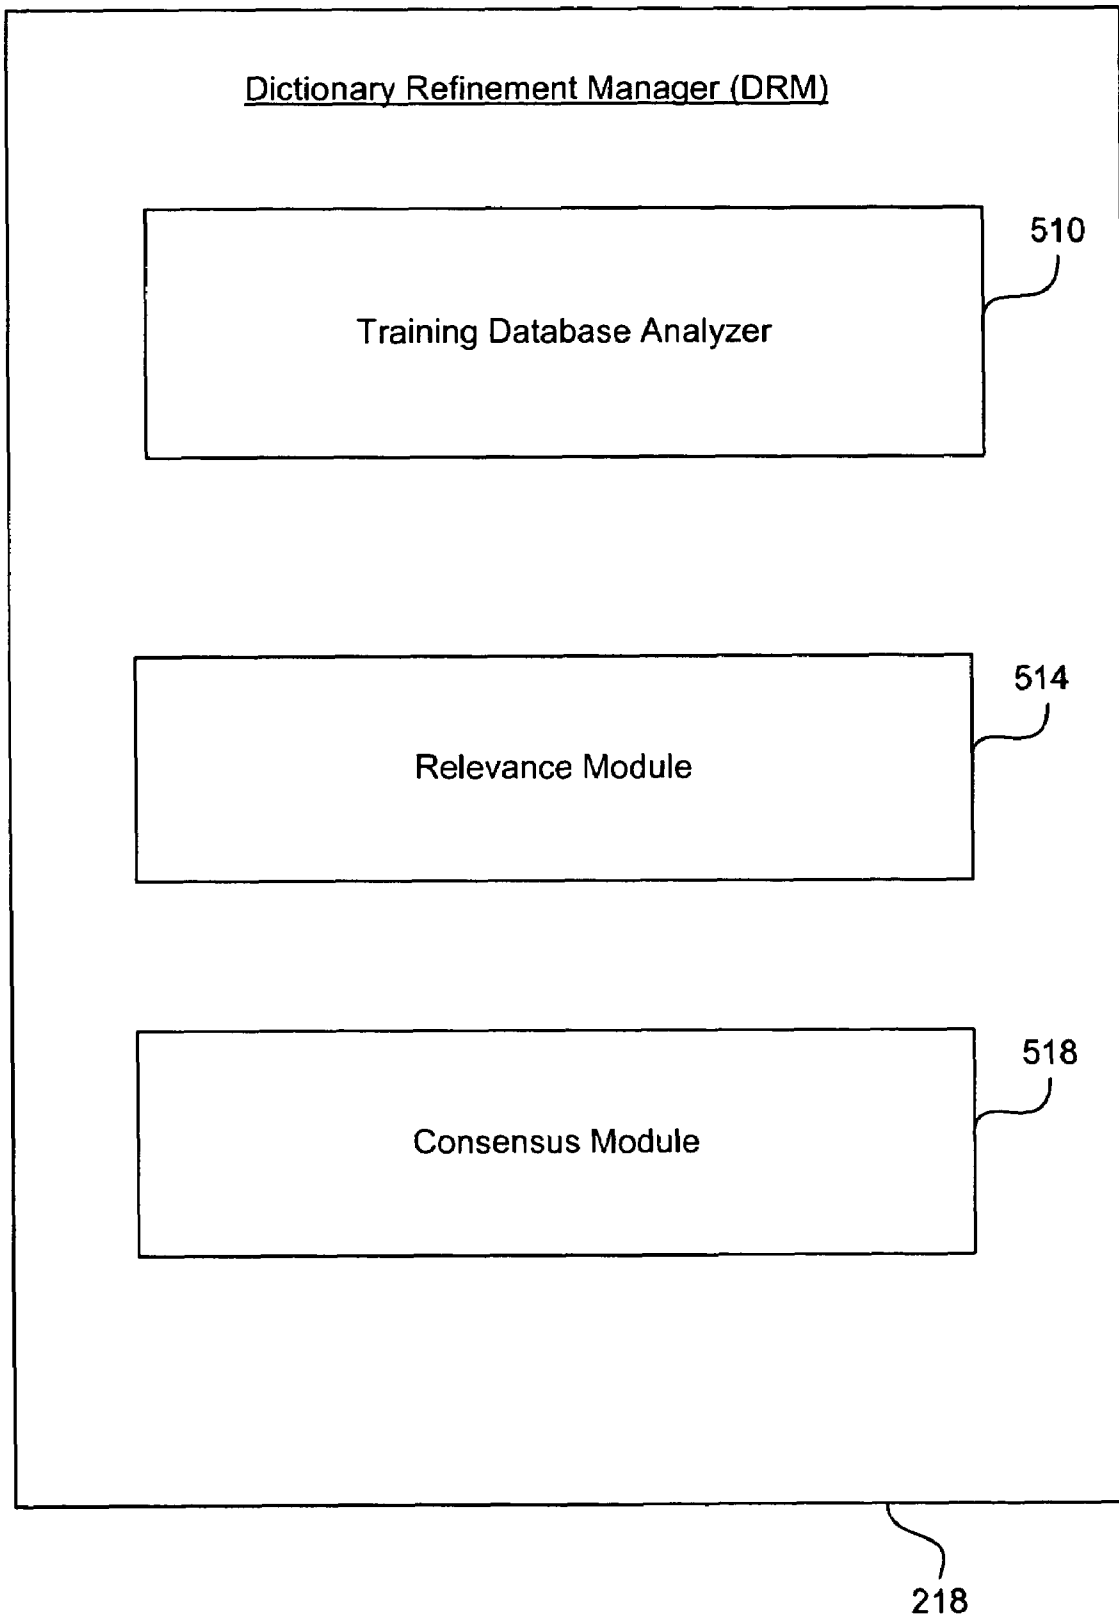 Dictionary Refinement Manager (DRM)
510
Training Database Analyzer
514
Relevance Module
518
Consensus Module
218